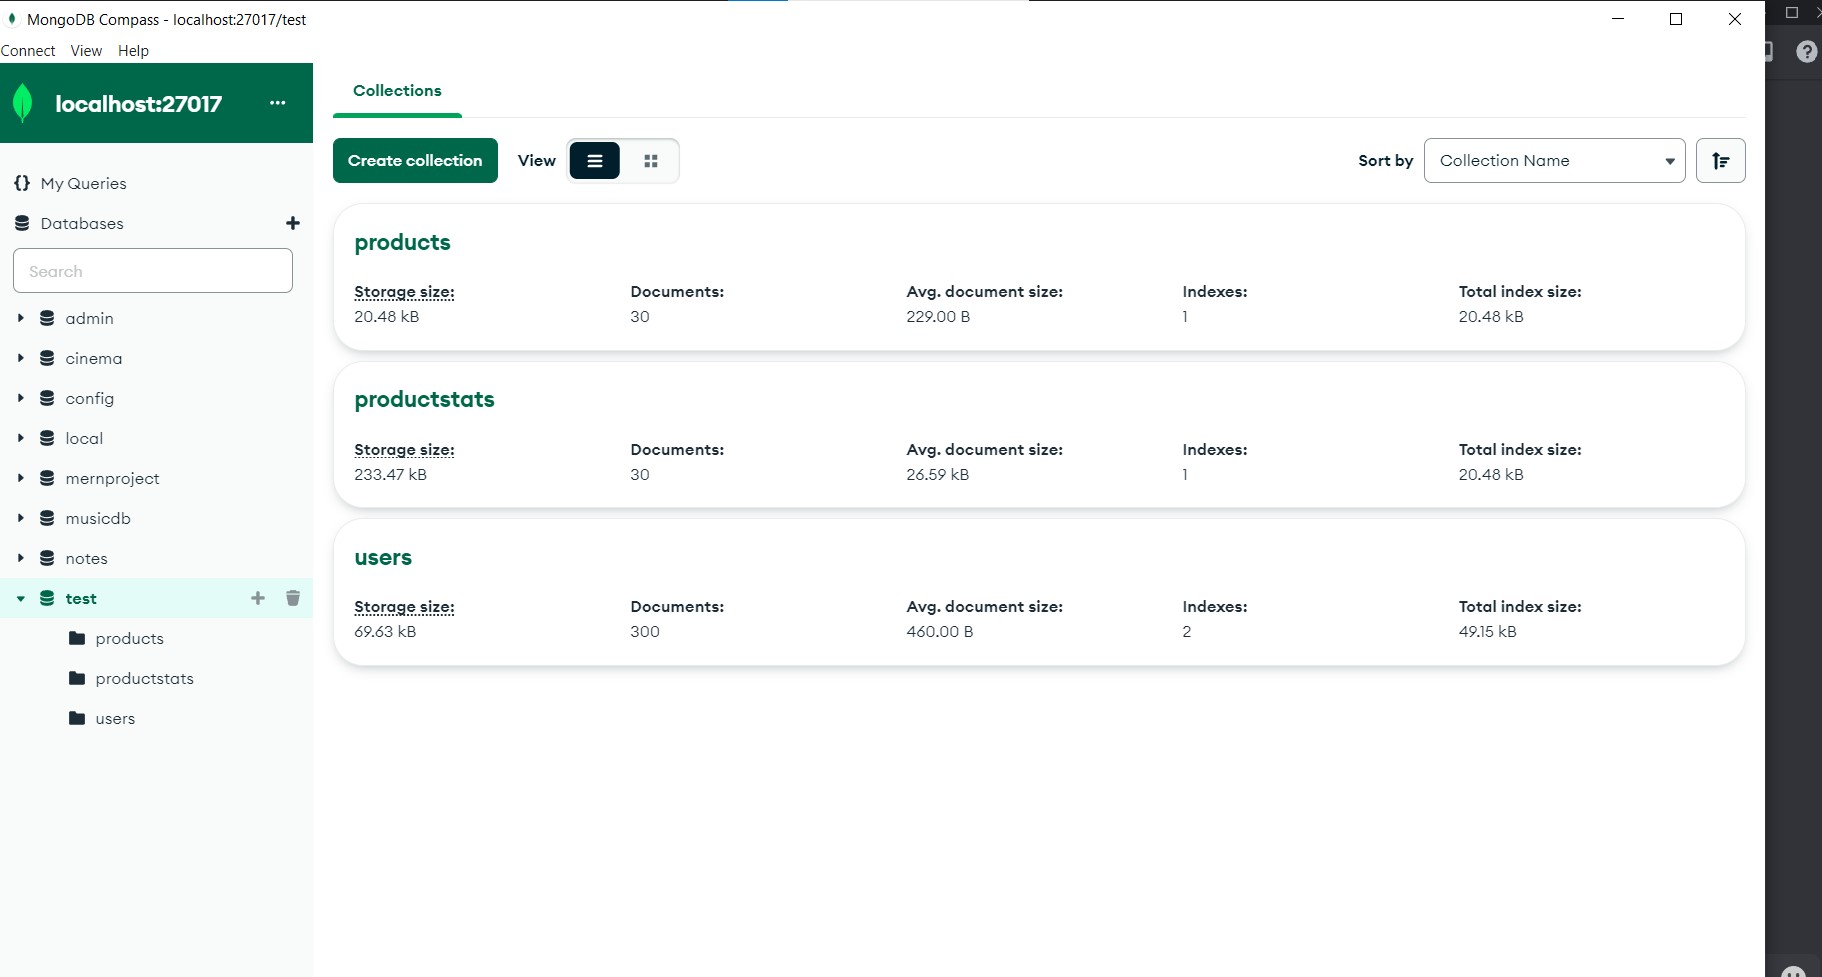 MongoDB Compass - localhost:27017/test
Connect View Help
localhost:27017 ...
My Queries
Databases
Search
admin
cinema
config
local
mernproject
musicdb
notes
test
products
productstats
users
Collections
Create collection View Sort by Collection Name
products
Storage size: Documents: Avg. document size: Indexes: Total index size:
20.48 kB 30 229.00 B 1 20.48 kB
productstats
Storage size: Documents: Avg. document size: Indexes: Total index size:
233.47 kB 30 26.59 kB 1 20.48 kB
users
Storage size: Documents: Avg. document size: Indexes: Total index size:
69.63 kB 300 460.00 B 2 49.15 kB